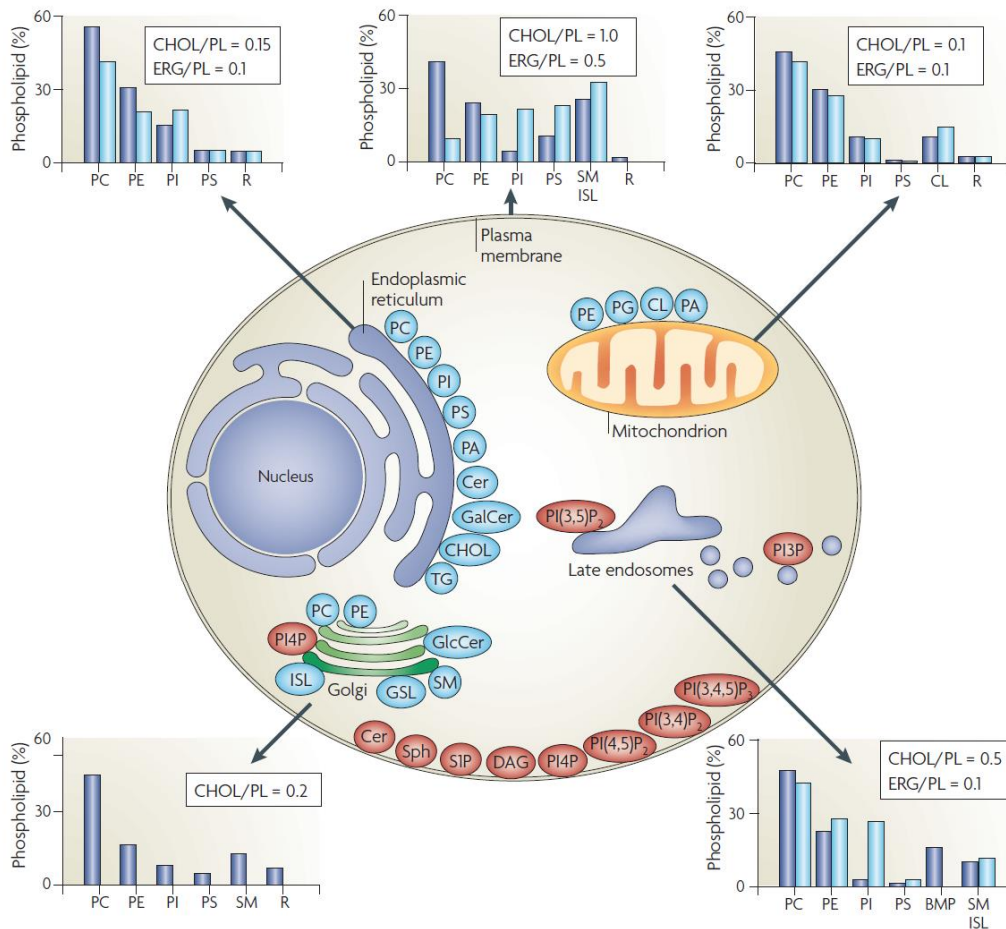 60
30
0
Phospholipid (%)
CHOL/PL = 0.15
ERG/PL = 0.1
PC PE PI PS R
60
30
0
Phospholipid (%)
CHOL/PL = 1.0
ERG/PL = 0.5
PC PE PI PS SM R
ISL
60
30
0
Phospholipid (%)
CHOL/PL = 0.1
ERG/PL = 0.1
PC PE PI PS CL R
Plasma
membrane
Endoplasmic
reticulum
PC
PE
PI
PS
PA
Cer
GalCer
CHOL
TG
Nucleus
PE PG CL PA
Mitochondrion
PI(3,5)P₂
Late endosomes
PI3P
PC PE
PI4P
GlcCer
ISL
Golgi
GSL
SM
Cer
Sph
S1P
DAG
PI4P
PI(4,5)P₂
PI(3,4)P₂
PI(3,4,5)P₃
60
30
0
Phospholipid (%)
CHOL/PL = 0.2
PC PE PI PS SM R
60
30
0
Phospholipid (%)
CHOL/PL = 0.5
ERG/PL = 0.1
PC PE PI PS BMP SM
ISL